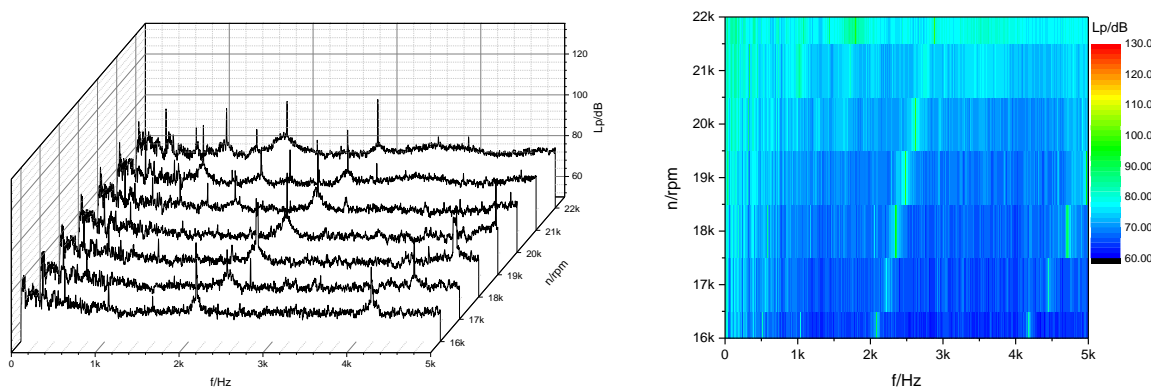 120
100
80
60
Lp/dB
22k
21k
20k
19k
18k
17k
16k
n/rpm
0
1k
2k
3k
4k
5k
f/Hz
22k
21k
20k
19k
18k
17k
16k
n/rpm
0
1k
2k
3k
4k
5k
f/Hz
Lp/dB
130.0
120.0
110.0
100.0
90.00
80.00
70.00
60.00